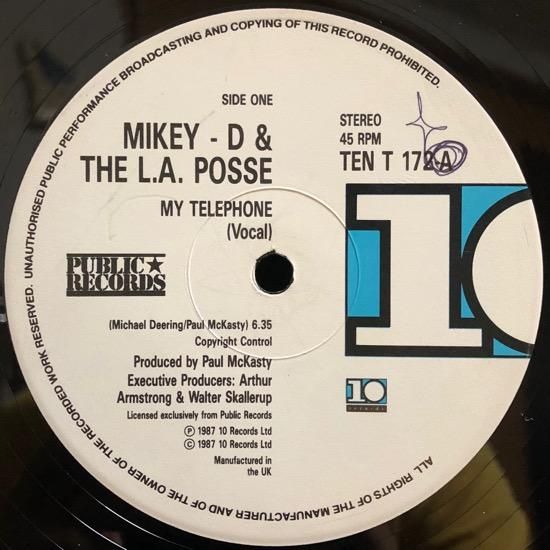 UNAUTHORISED PUBLIC PERFORMANCE BROADCASTING AND COPYING OF THIS RECORD PROHIBITED.
SIDE ONE
MIKEY - D &
THE L.A. POSSE
MY TELEPHONE
(Vocal)
STEREO
45 RPM
TEN T 172-A
10
PUBLIC★
RECORDS
(Michael Deering/Paul McKasty) 6.35
Copyright Control
Produced by Paul McKasty
Executive Producers: Arthur
Armstrong & Walter Skallerup
Licensed exclusively from Public Records
℗ 1987 10 Records Ltd
© 1987 10 Records Ltd
Manufactured in
the UK
10
records
ALL RIGHTS OF THE MANUFACTURER AND OF THE OWNER OF THE RECORDED WORK RESERVED.